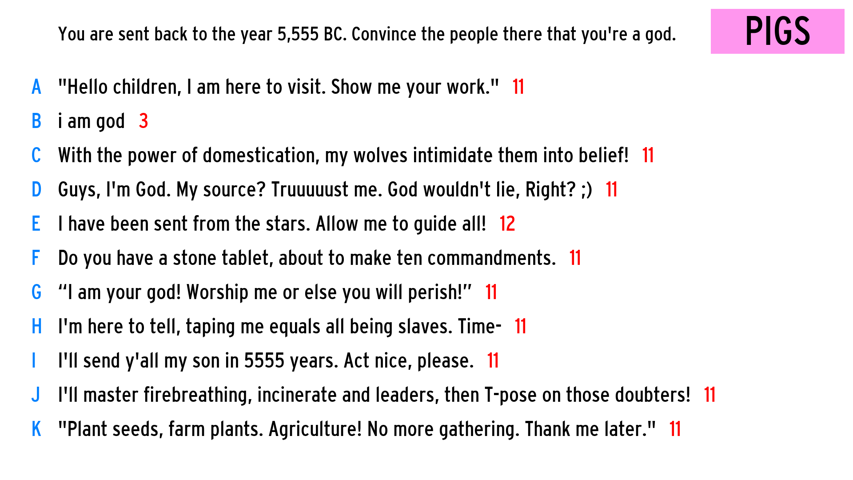 You are sent back to the year 5,555 BC. Convince the people there that you're a god.
PIGS
A "Hello children, I am here to visit. Show me your work." 11
B i am god 3
C With the power of domestication, my wolves intimidate them into belief! 11
D Guys, I'm God. My source? Truuuuust me. God wouldn't lie, Right? ;) 11
E I have been sent from the stars. Allow me to guide all! 12
F Do you have a stone tablet, about to make ten commandments. 11
G “I am your god! Worship me or else you will perish!” 11
H I'm here to tell, taping me equals all being slaves. Time- 11
I I'll send y'all my son in 5555 years. Act nice, please. 11
J I'll master firebreathing, incinerate and leaders, then T-pose on those doubters! 11
K "Plant seeds, farm plants. Agriculture! No more gathering. Thank me later." 11